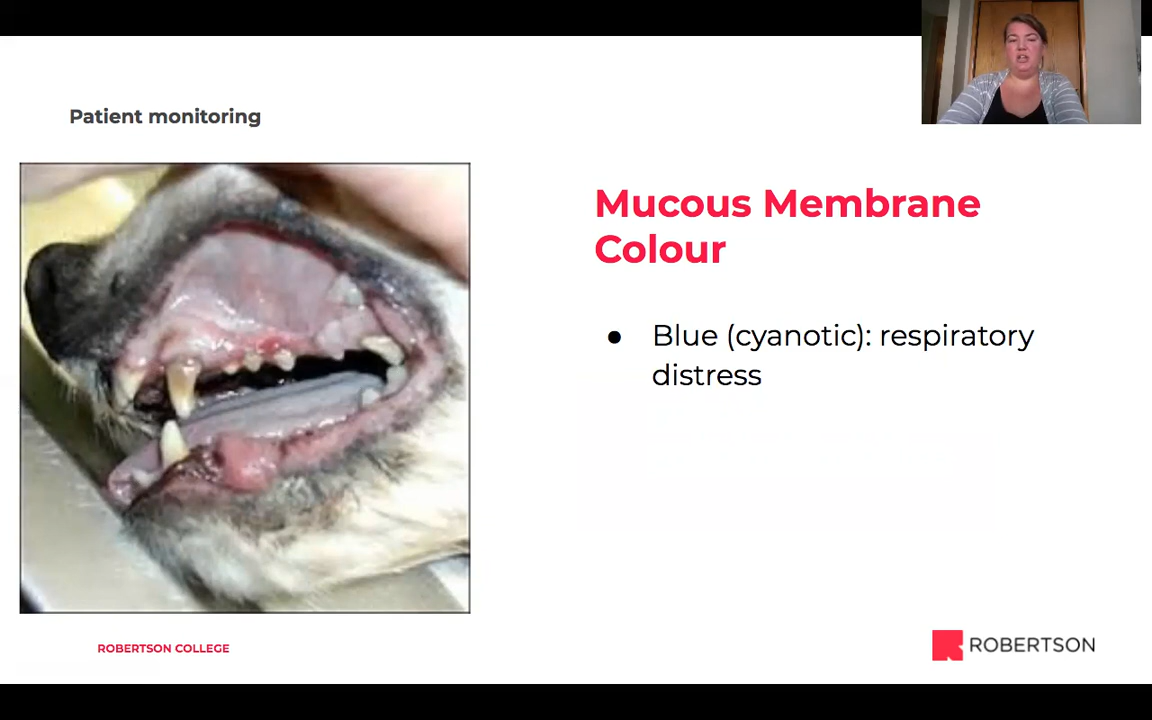 Patient monitoring
Mucous Membrane
Colour
● Blue (cyanotic): respiratory
distress
ROBERTSON COLLEGE
ROBERTSON